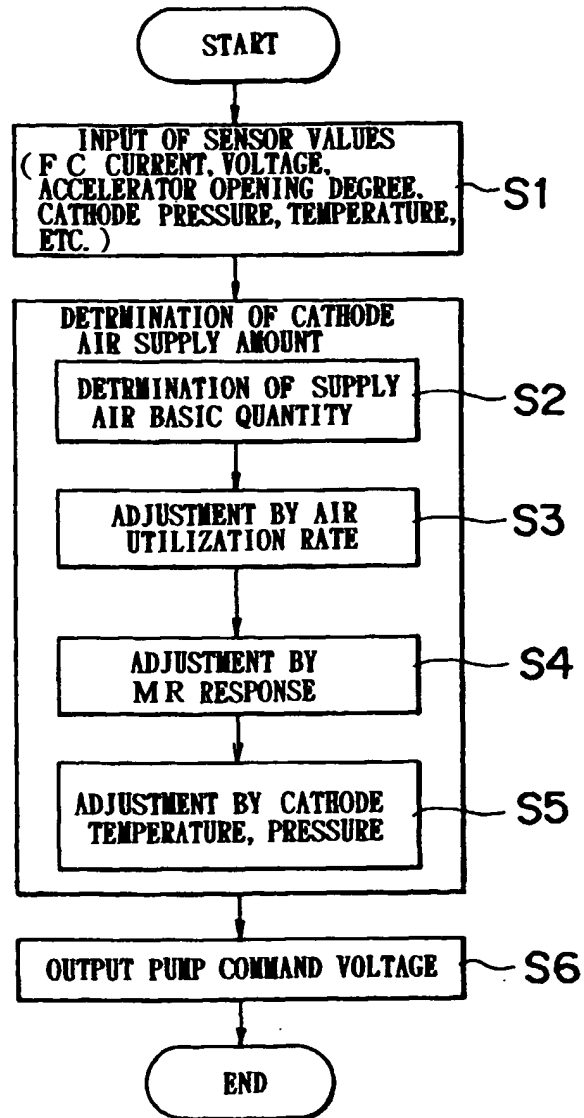 START
INPUT OF SENSOR VALUES
(FC CURRENT, VOLTAGE,
ACCELERATOR OPENING DEGREE.
CATHODE PRESSURE, TEMPERATURE,
ETC.)
S1
DETRMINATION OF CATHODE
AIR SUPPLY AMOUNT
DETRMINATION OF SUPPLY
AIR BASIC QUANTITY
S2
ADJUSTMENT BY AIR
UTILIZATION RATE
S3
ADJUSTMENT BY
MR RESPONSE
S4
ADJUSTMENT BY CATHODE
TEMPERATURE, PRESSURE
S5
OUTPUT PUMP COMMAND VOLTAGE
S6
END